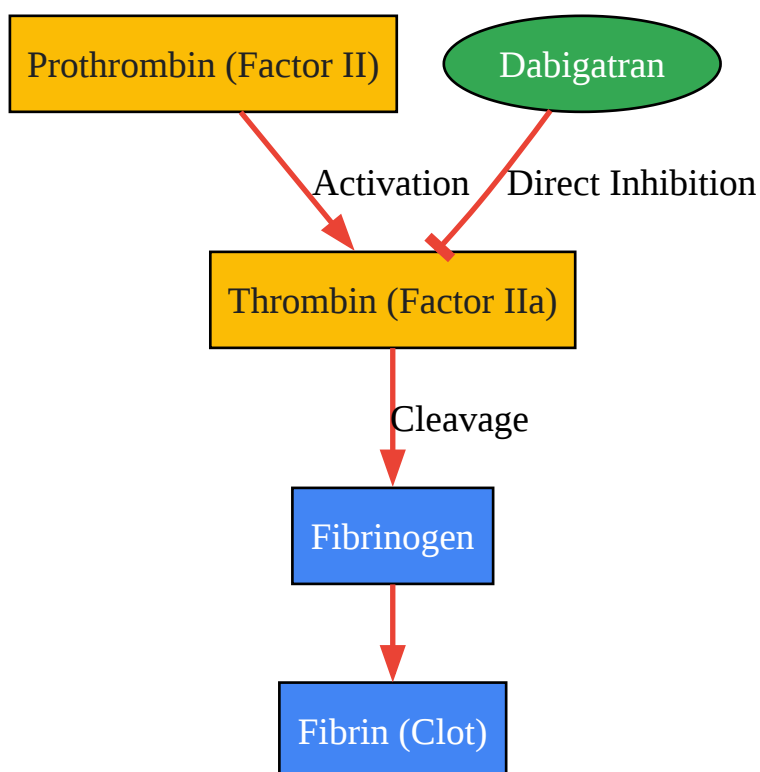 Prothrombin (Factor II)
Dabigatran
Activation
Direct Inhibition
Thrombin (Factor IIa)
Cleavage
Fibrinogen
Fibrin (Clot)